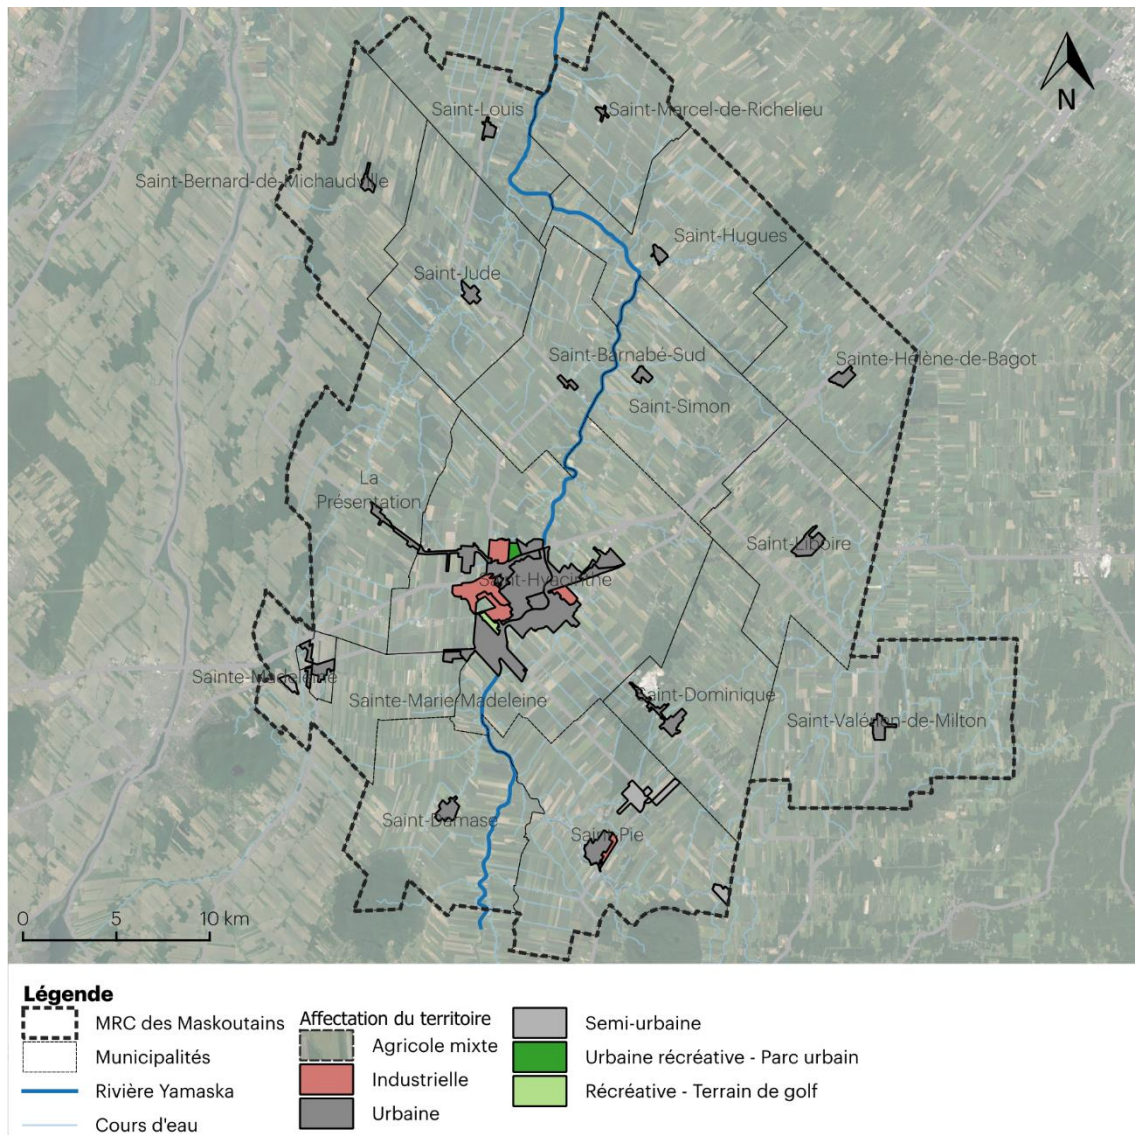 N
Saint-Louis
Saint-Marcel-de-Richelieu
Saint-Bernard-de-Michaudville
Saint-Hugues
Saint-Jude
Saint-Barnabé-Sud
Sainte-Hélène-de-Bagot
Saint-Simon
La
Présentation
Saint-Liboire
Saint-Hyacinthe
Sainte-Madeleine
Sainte-Marie-Madeleine
Saint-Dominique
Saint-Valérien-de-Milton
Saint-Damase
Saint-Pie
0 5 10 km
Légende
MRC des Maskoutains
Municipalités
Rivière Yamaska
Cours d'eau
Affectation du territoire
Agricole mixte
Industrielle
Urbaine
Semi-urbaine
Urbaine récréative - Parc urbain
Récréative - Terrain de golf